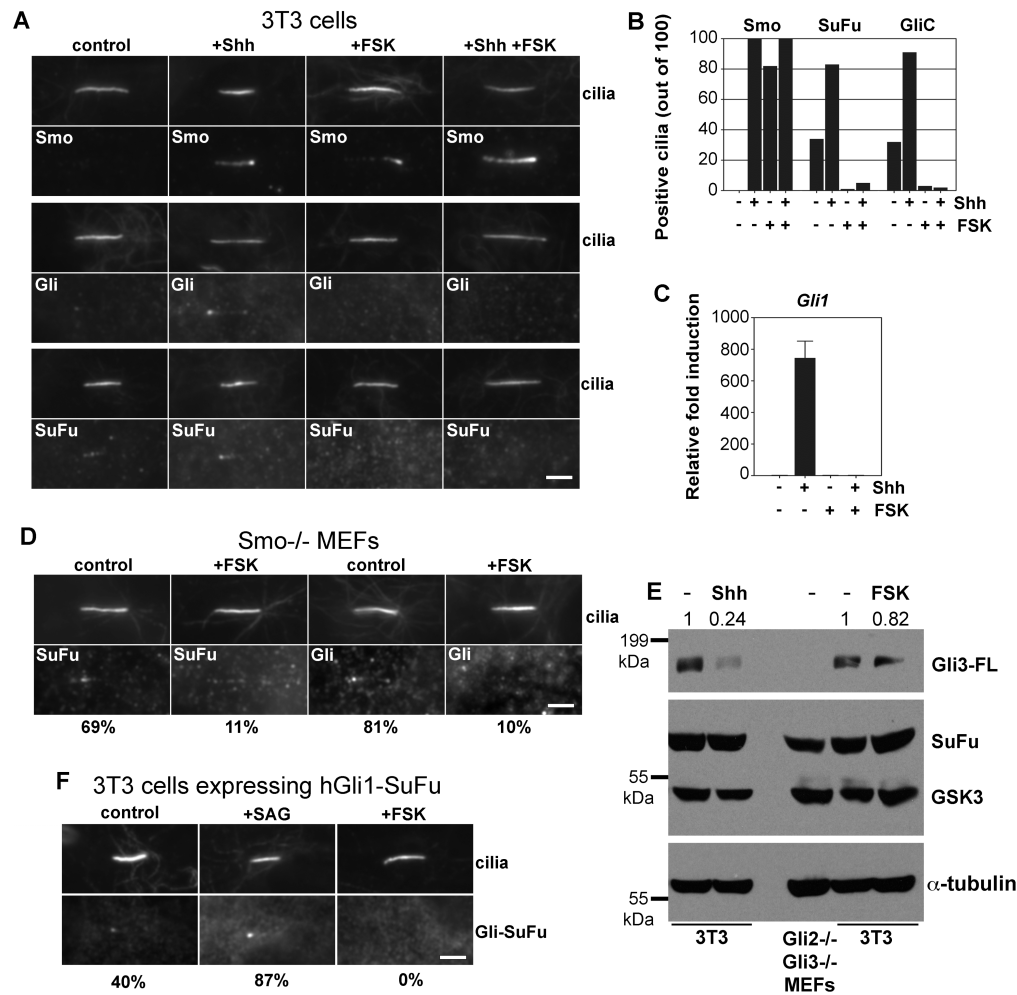 A
3T3 cells
control +Shh +FSK +Shh +FSK
cilia
Smo Smo Smo Smo
cilia
Gli Gli Gli Gli
cilia
SuFu SuFu SuFu SuFu
B
Smo SuFu GliC
Positive cilia (out of 100)
100
80
60
40
20
0
- + - + - + - + - + - + Shh
- - + + - - + + - - + + FSK
C
Gli1
Relative fold induction
1000
800
600
400
200
0
- + - + Shh
- - + + FSK
D
Smo-/- MEFs
control +FSK control +FSK
cilia
SuFu SuFu Gli Gli
69% 11% 81% 10%
E
- Shh - - FSK
1 0.24 1 0.82
199
kDa
Gli3-FL
SuFu
55
kDa
GSK3
α-tubulin
55
kDa
3T3 Gli2-/- 3T3
Gli3-/-
MEFs
F
3T3 cells expressing hGli1-SuFu
control +SAG +FSK
cilia
Gli-SuFu
40% 87% 0%